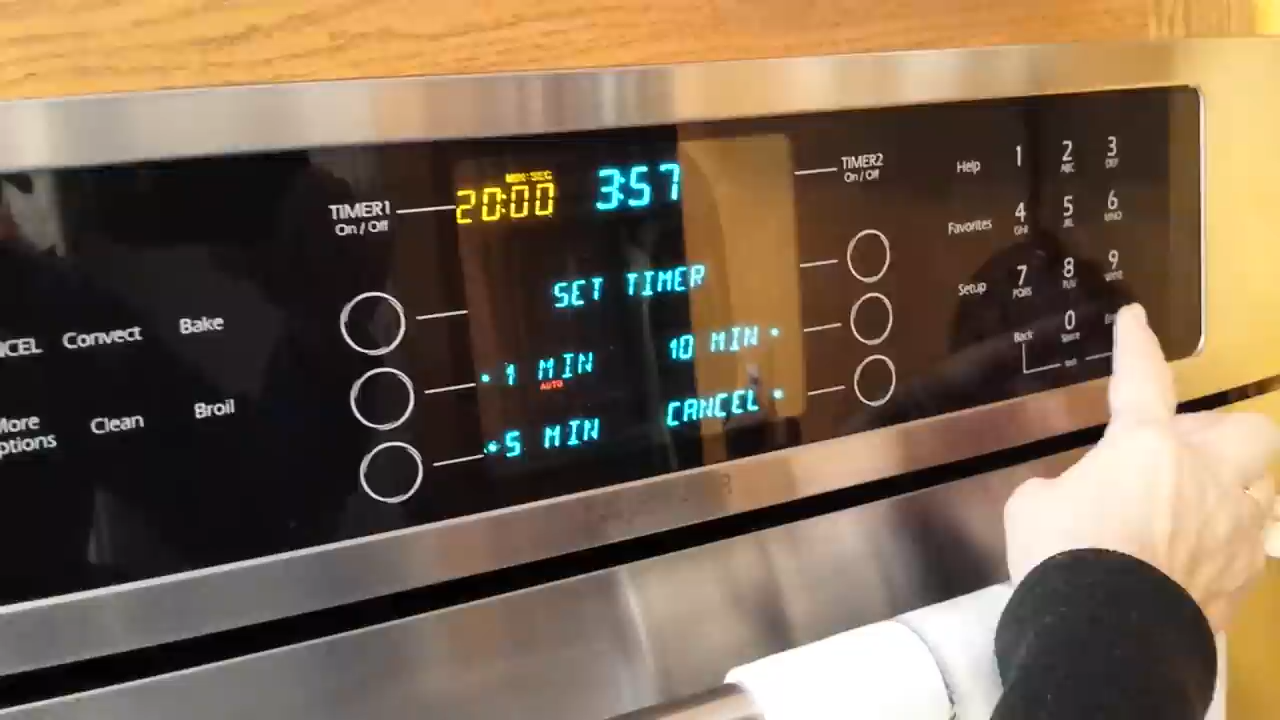 TIMER1
On / Off
MIN:SEC
20:00
3:57
TIMER2
On / Off
SET TIMER
1 MIN
AUTO
5 MIN
10 MIN
CANCEL
Convect
Bake
Clean
Broil
Help
Favorites
Setup
1
2
ABC
3
DEF
4
GHI
5
JKL
6
MNO
7
PQRS
8
TUV
9
WXYZ
Back
0
Space